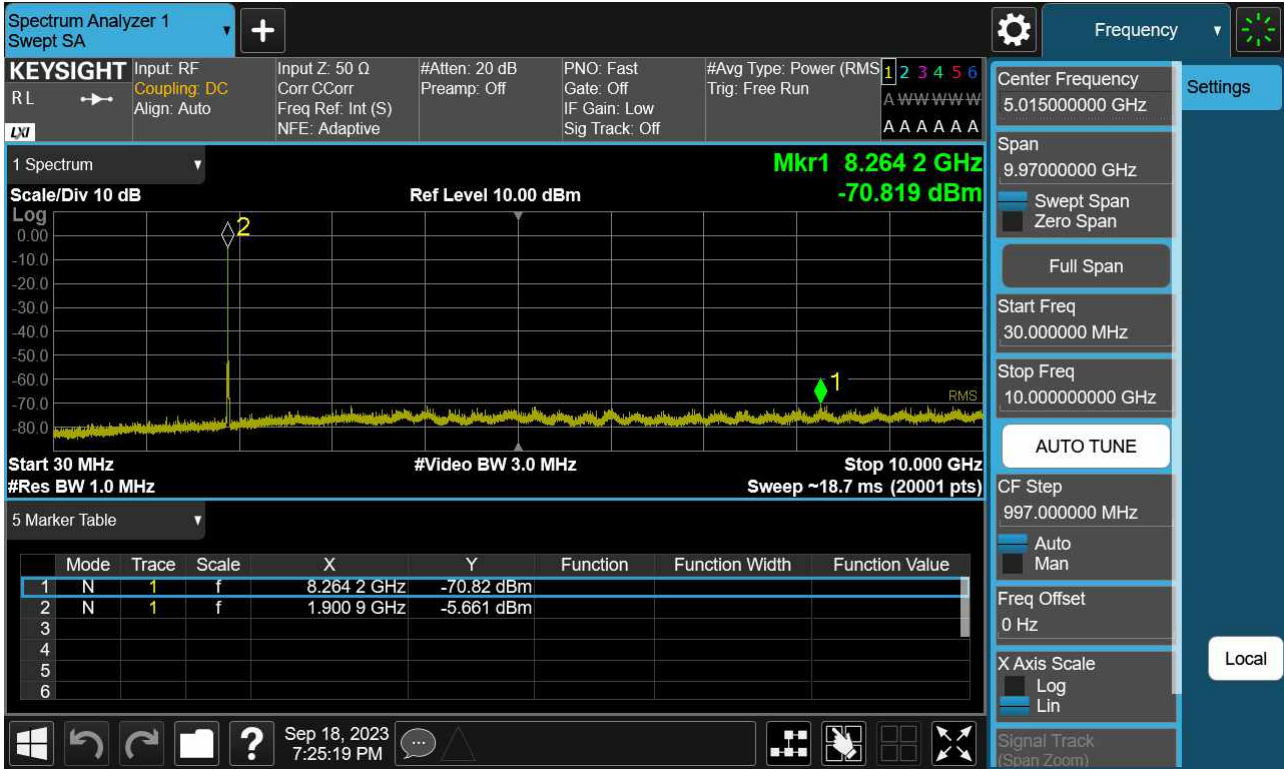 Spectrum Analyzer 1
Swept SA
Frequency
KEYSIGHT
RL
LXI
Input: RF
Coupling: DC
Align: Auto
Input Z: 50 Ω
Corr CCorr
Freq Ref: Int (S)
NFE: Adaptive
#Atten: 20 dB
Preamp: Off
PNO: Fast
Gate: Off
IF Gain: Low
Sig Track: Off
#Avg Type: Power (RMS
Trig: Free Run
1 2 3 4 5 6
A W W W W W
A A A A A A
1 Spectrum
Scale/Div 10 dB
Ref Level 10.00 dBm
Mkr1 8.264 2 GHz
-70.819 dBm
Log
0.00
-10.0
-20.0
-30.0
-40.0
-50.0
-60.0
-70.0
-80.0
2
1
RMS
Start 30 MHz
#Video BW 3.0 MHz
Stop 10.000 GHz
#Res BW 1.0 MHz
Sweep ~18.7 ms (20001 pts)
5 Marker Table
Mode Trace Scale X Y Function Function Width Function Value
1 N 1 f 8.264 2 GHz -70.82 dBm
2 N 1 f 1.900 9 GHz -5.661 dBm
3
4
5
6
Sep 18, 2023
7:25:19 PM
Center Frequency
5.015000000 GHz
Span
9.97000000 GHz
Swept Span
Zero Span
Full Span
Start Freq
30.000000 MHz
Stop Freq
10.000000000 GHz
AUTO TUNE
CF Step
997.000000 MHz
Auto
Man
Freq Offset
0 Hz
X Axis Scale
Log
Lin
Signal Track
(Span Zoom)
Settings
Local